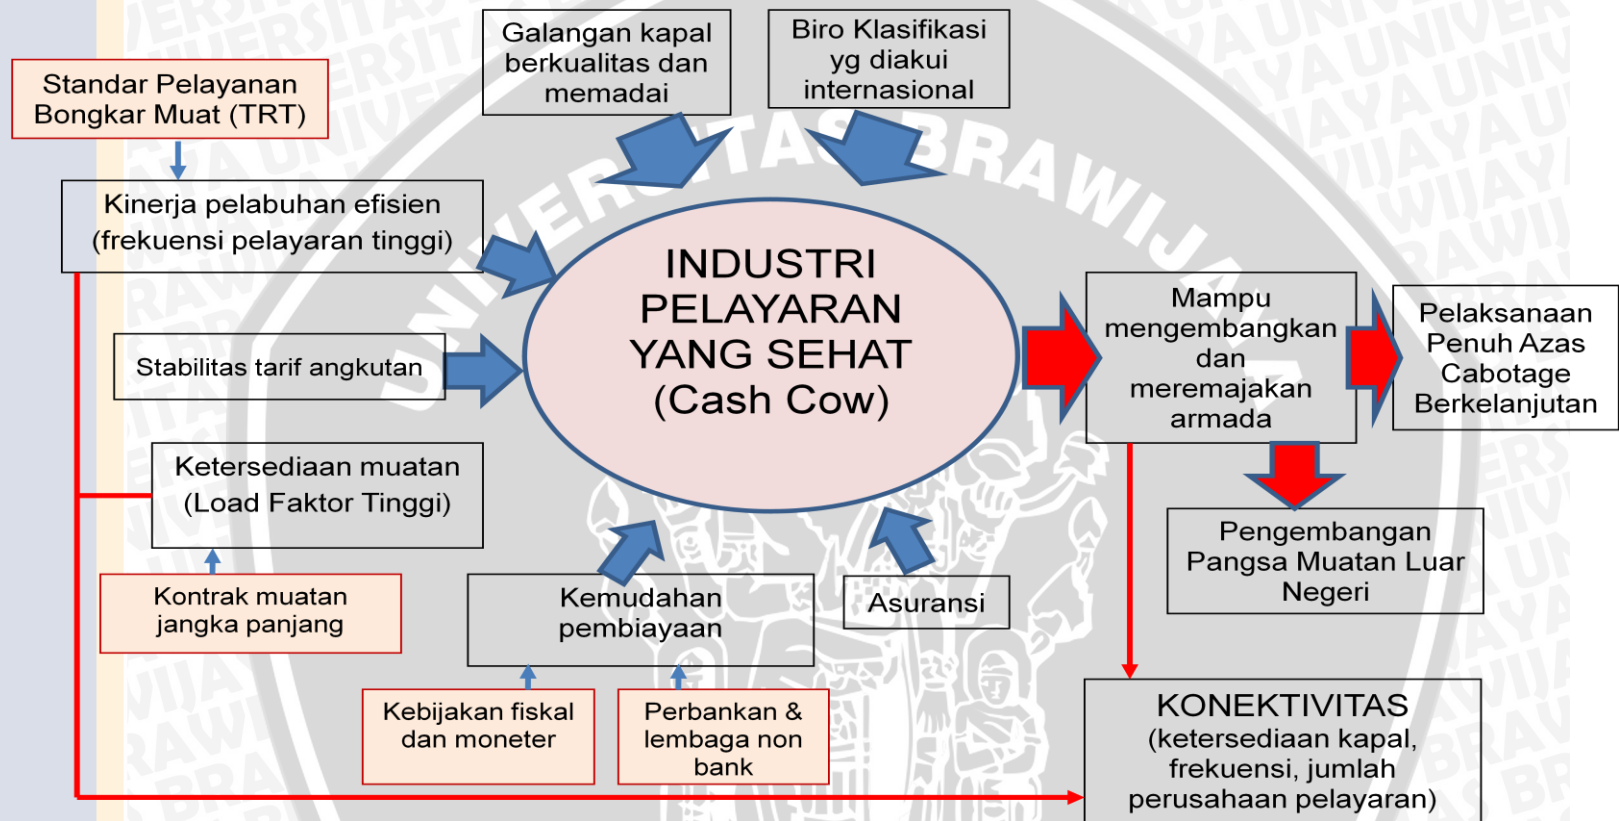 Galangan kapal
berkualitas dan
memadai
Biro Klasifikasi
yg diakui
internasional
Standar Pelayanan
Bongkar Muat (TRT)
Kinerja pelabuhan efisien
(frekuensi pelayaran tinggi)
UNIVERSITAS BRAWIJAYA
INDUSTRI
PELAYARAN
YANG SEHAT
(Cash Cow)
Stabilitas tarif angkutan
Mampu
mengembangkan
dan
meremajakan
armada
Pelaksanaan
Penuh Azas
Cabotage
Berkelanjutan
Ketersediaan muatan
(Load Faktor Tinggi)
Pengembangan
Pangsa Muatan Luar
Negeri
Kontrak muatan
jangka panjang
Kemudahan
pembiayaan
Asuransi
Kebijakan fiskal
dan moneter
Perbankan &
lembaga non
bank
KONEKTIVITAS
(ketersediaan kapal,
frekuensi, jumlah
perusahaan pelayaran)